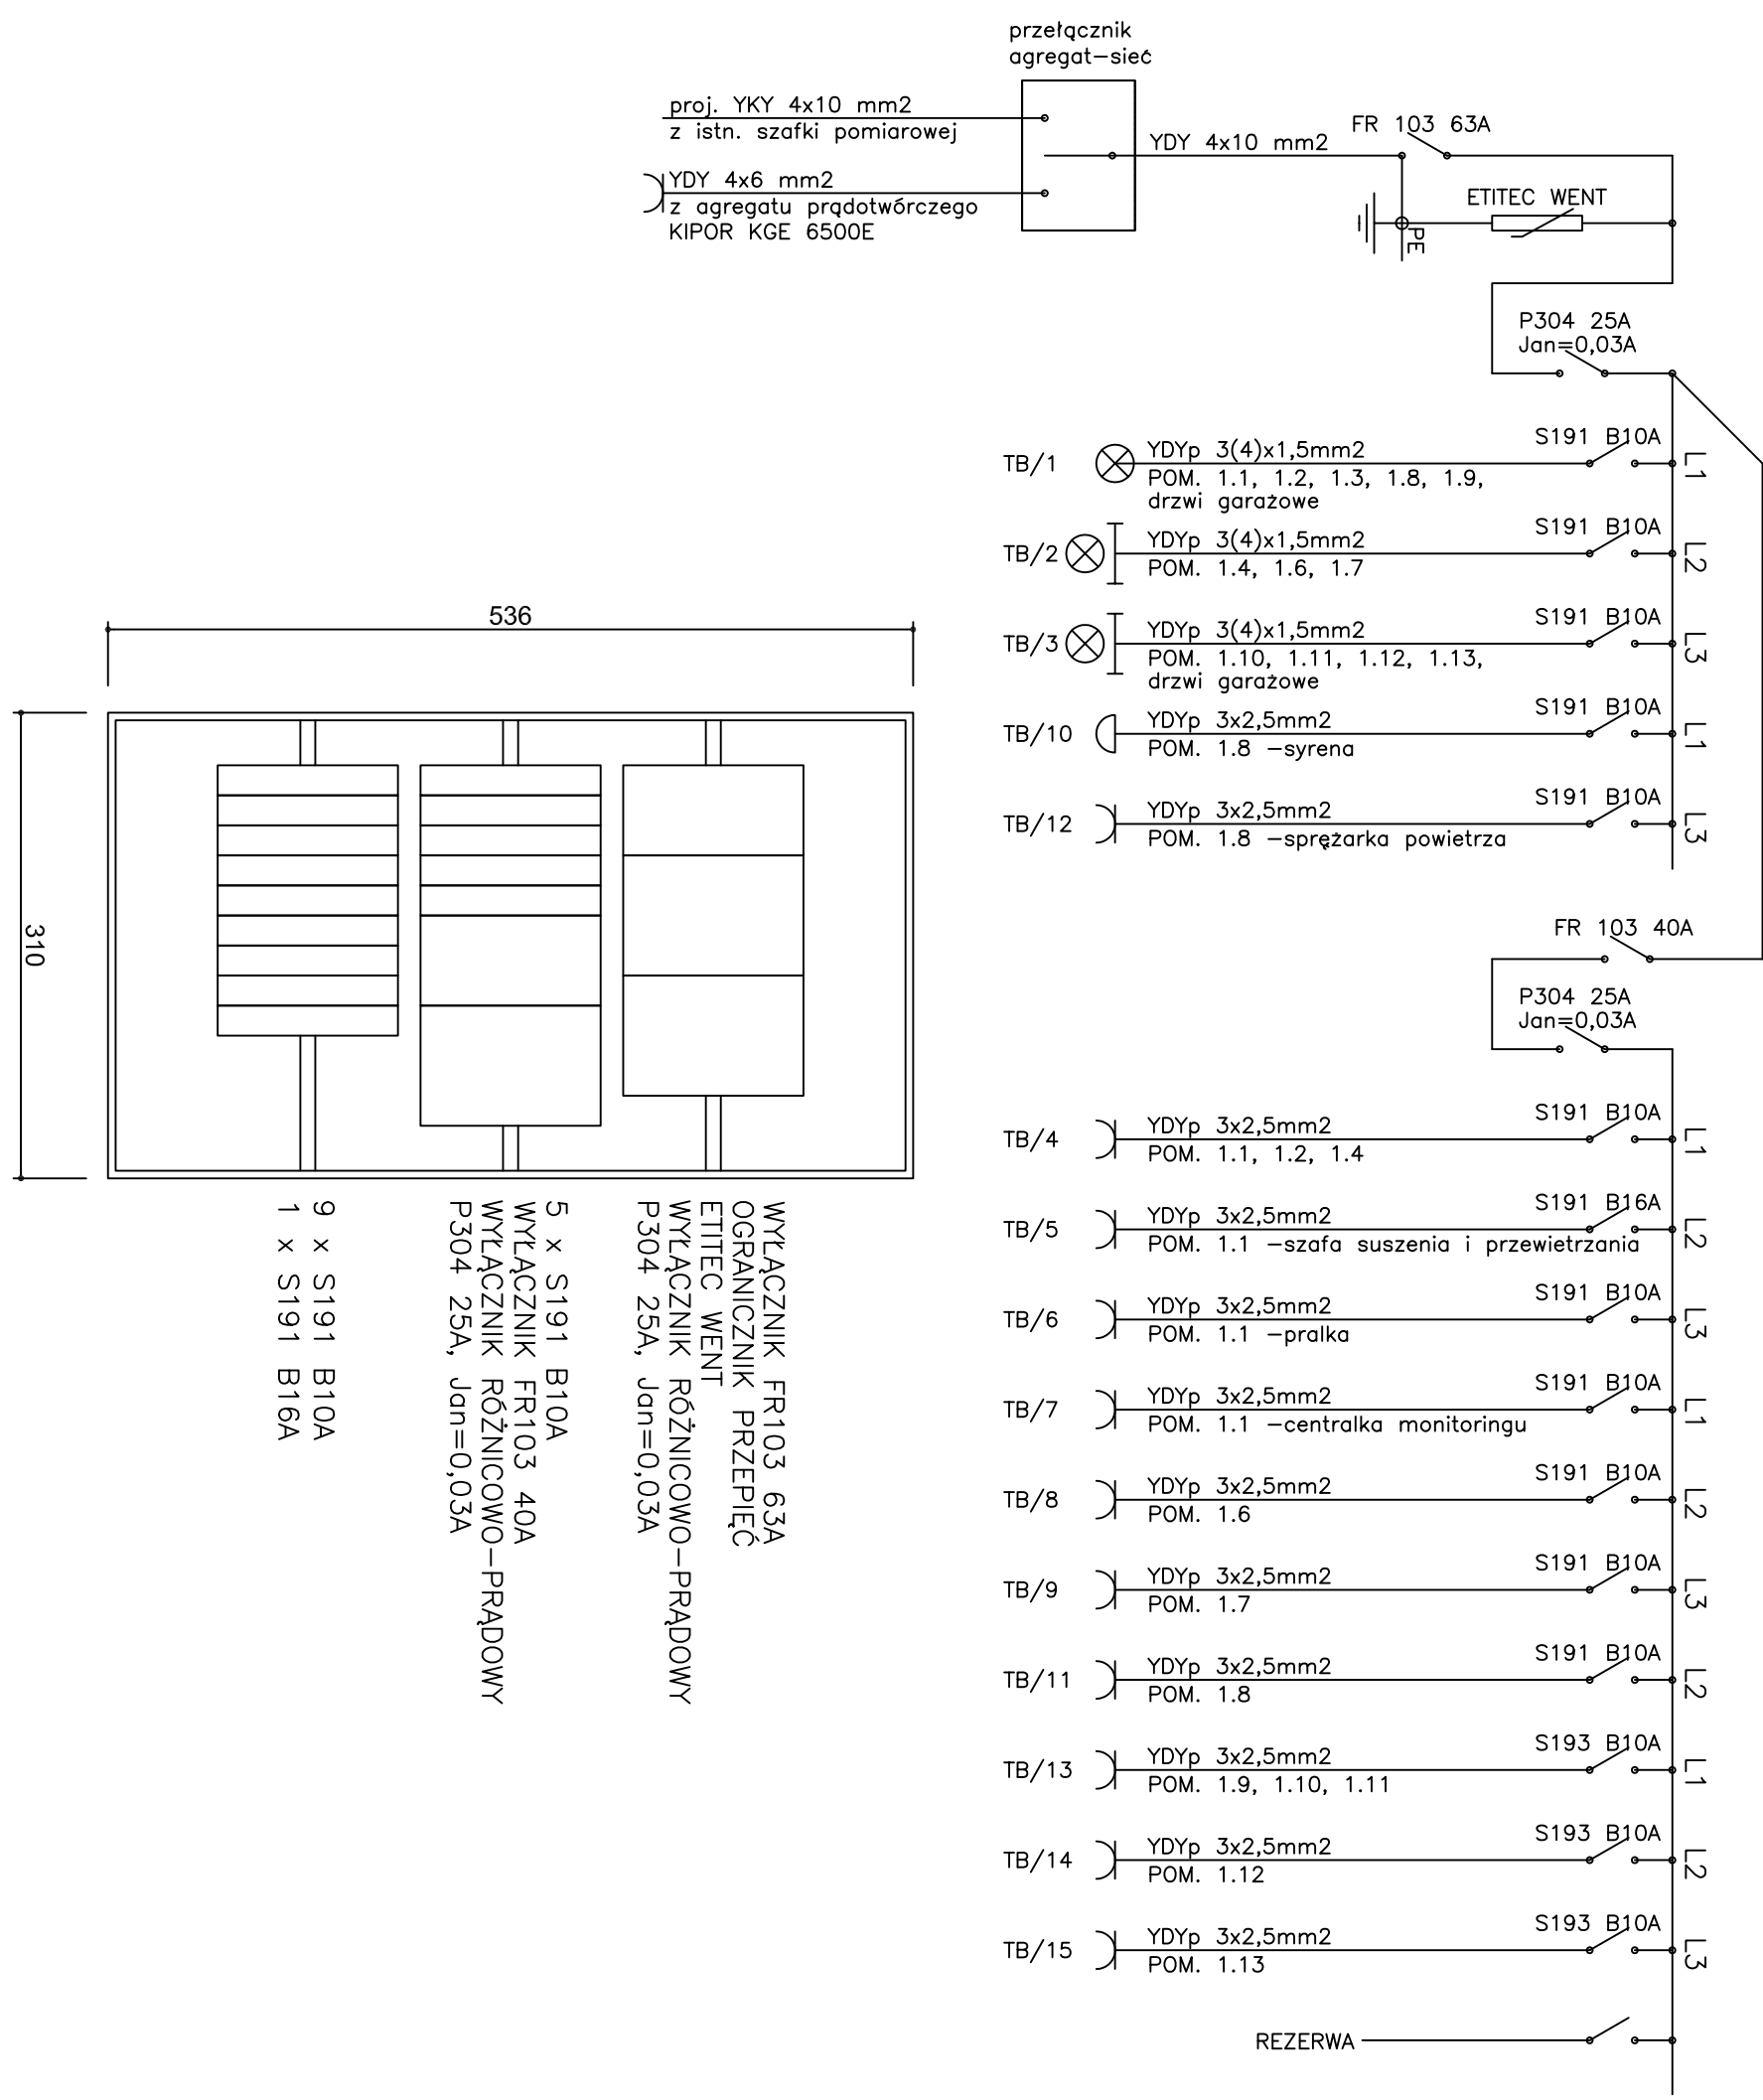 przełącznik
agregat-sieć
proj. YKY 4x10 mm2
z istn. szafki pomiarowej
YDY 4x6 mm2
z agregatu prądotwórczego
KIPOR KGE 6500E
YDY 4x10 mm2
FR 103 63A
ETITEC WENT
PE
P304 25A
Jan=0,03A
TB/1
YDYp 3(4)x1,5mm2
POM. 1.1, 1.2, 1.3, 1.8, 1.9,
drzwi garażowe
S191 B10A
L1
TB/2
YDYp 3(4)x1,5mm2
POM. 1.4, 1.6, 1.7
S191 B10A
L2
TB/3
YDYp 3(4)x1,5mm2
POM. 1.10, 1.11, 1.12, 1.13,
drzwi garażowe
S191 B10A
L3
TB/10
YDYp 3x2,5mm2
POM. 1.8 -syrena
S191 B10A
L1
TB/12
YDYp 3x2,5mm2
POM. 1.8 -sprężarka powietrza
S191 B10A
L3
FR 103 40A
P304 25A
Jan=0,03A
TB/4
YDYp 3x2,5mm2
POM. 1.1, 1.2, 1.4
S191 B10A
L1
TB/5
YDYp 3x2,5mm2
POM. 1.1 -szafa suszenia i przewietrzania
S191 B16A
L2
TB/6
YDYp 3x2,5mm2
POM. 1.1 -pralka
S191 B10A
L3
TB/7
YDYp 3x2,5mm2
POM. 1.1 -centralka monitoringu
S191 B10A
L1
TB/8
YDYp 3x2,5mm2
POM. 1.6
S191 B10A
L2
TB/9
YDYp 3x2,5mm2
POM. 1.7
S191 B10A
L3
TB/11
YDYp 3x2,5mm2
POM. 1.8
S191 B10A
L2
TB/13
YDYp 3x2,5mm2
POM. 1.9, 1.10, 1.11
S193 B10A
L1
TB/14
YDYp 3x2,5mm2
POM. 1.12
S193 B10A
L2
TB/15
YDYp 3x2,5mm2
POM. 1.13
S193 B10A
L3
REZERWA
536
310
WYŁĄCZNIK FR103 63A
OGRANICZNIK PRZEPIĘĆ
ETITEC WENT
WYŁĄCZNIK RÓŻNICOWO-PRĄDOWY
P304 25A, Jan=0,03A
5 x S191 B10A
WYŁĄCZNIK FR103 40A
WYŁĄCZNIK RÓŻNICOWO-PRĄDOWY
P304 25A, Jan=0,03A
9 x S191 B10A
1 x S191 B16A